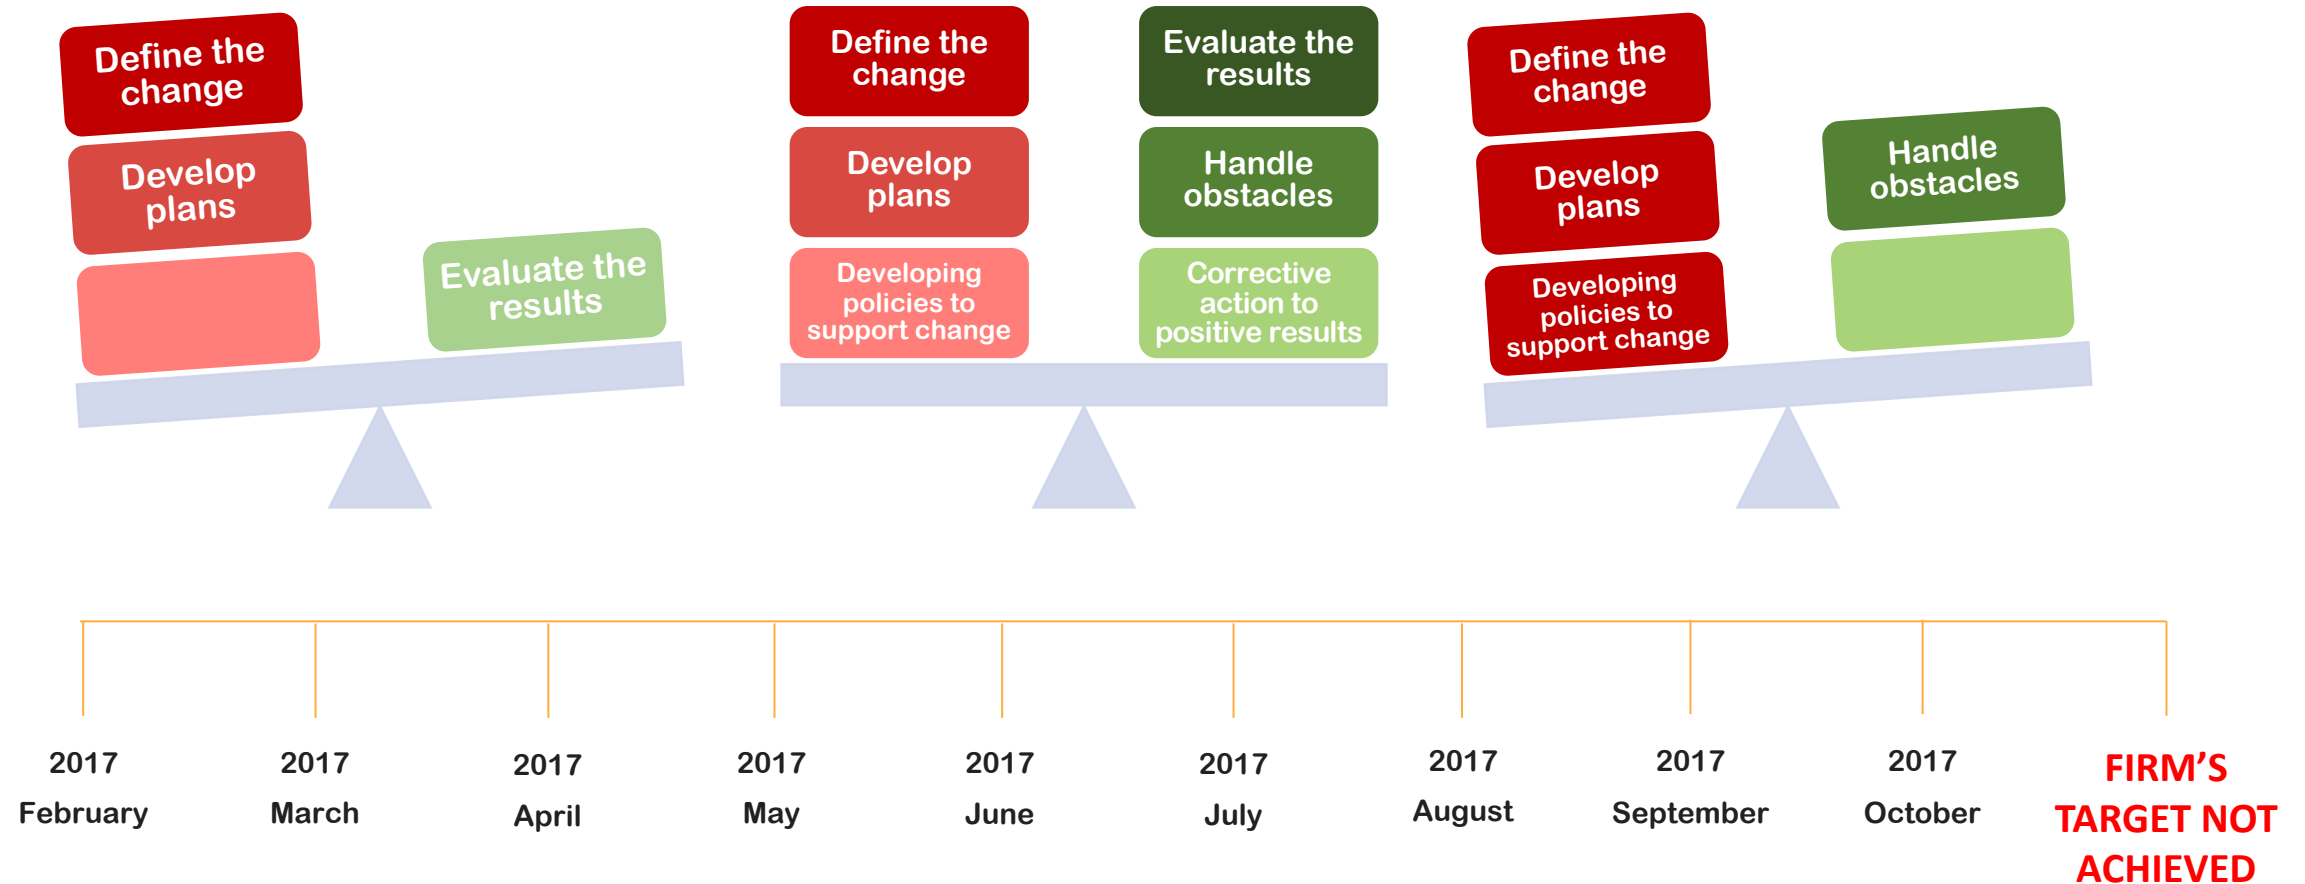 Define the
change
Develop
plans
Evaluate the
results
Define the
change
Develop
plans
Developing
policies to
support change
Evaluate the
results
Handle
obstacles
Corrective
action to
positive results
Define the
change
Develop
plans
Developing
policies to
support change
Handle
obstacles
2017
February
2017
March
2017
April
2017
May
2017
June
2017
July
2017
August
2017
September
2017
October
FIRM’S
TARGET NOT
ACHIEVED